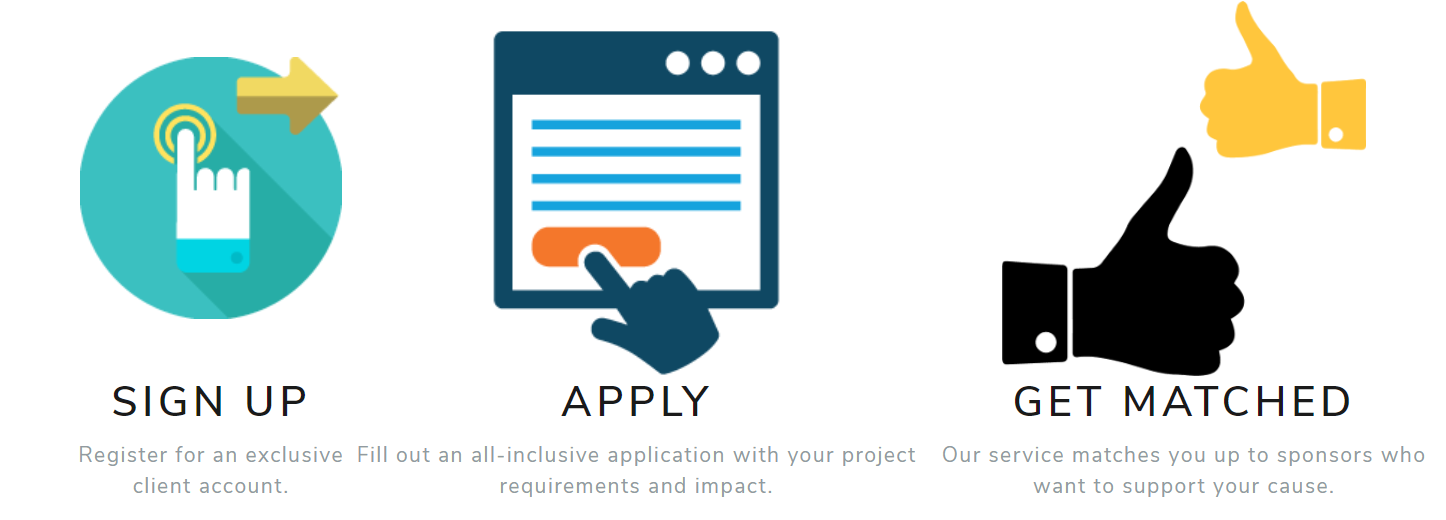 SIGN UP
Register for an exclusive
client account.
APPLY
Fill out an all-inclusive application with your project
requirements and impact.
GET MATCHED
Our service matches you up to sponsors who
want to support your cause.